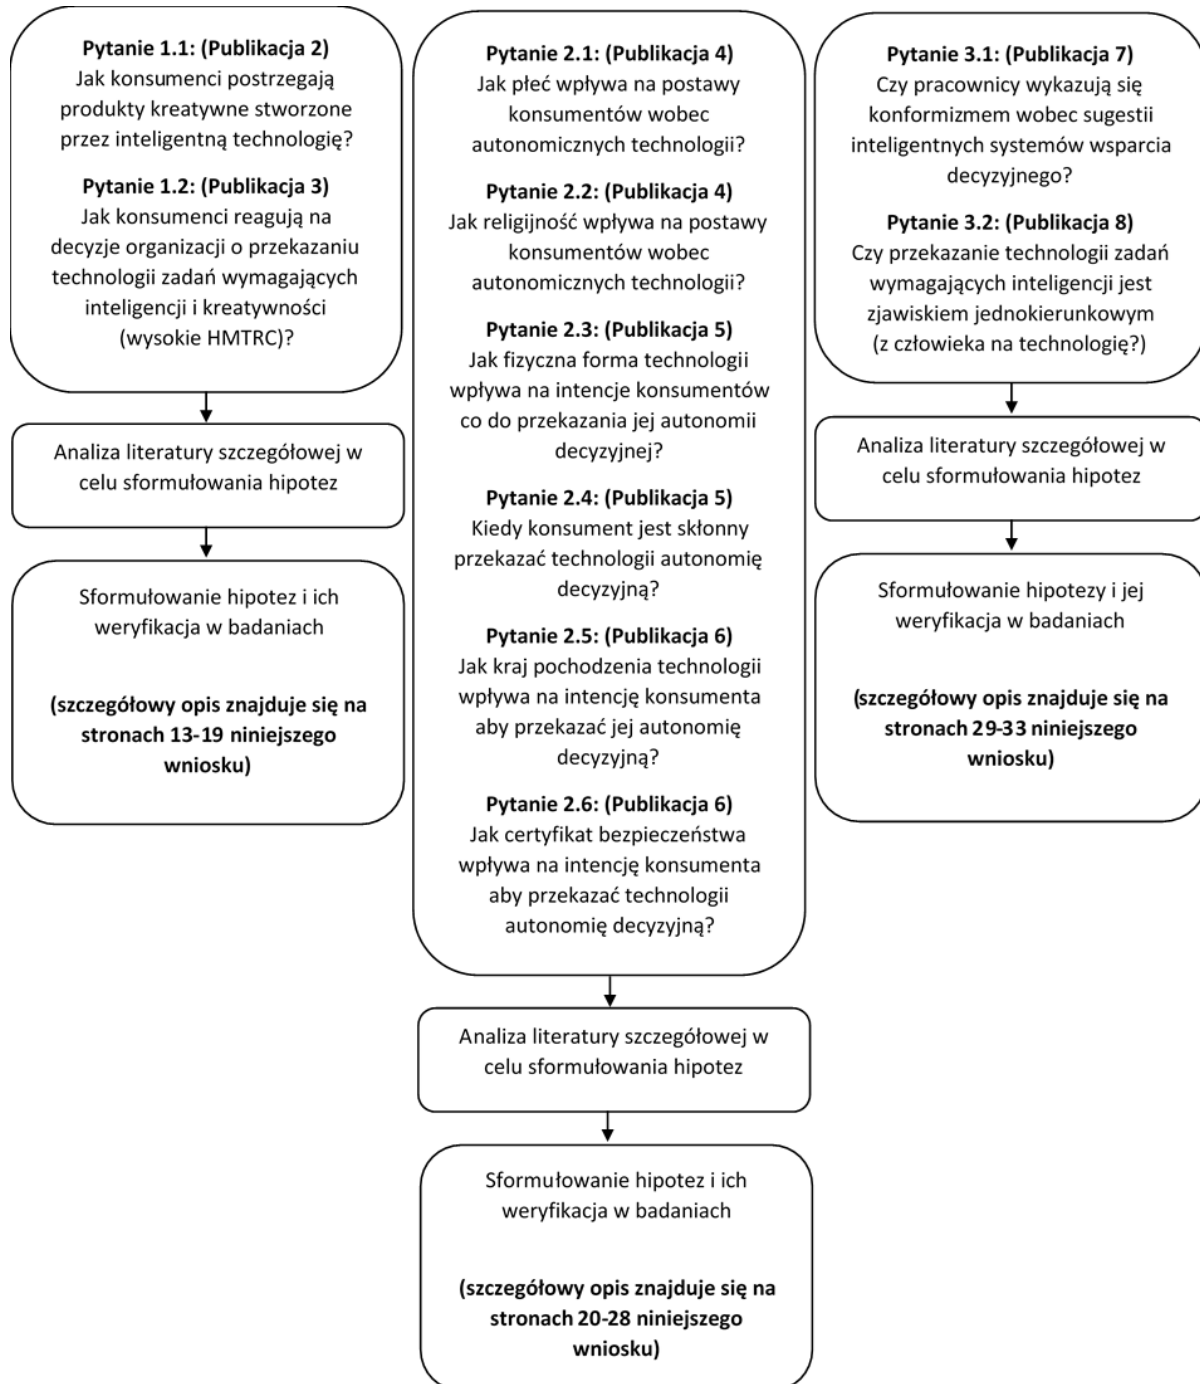 Pytanie 1.1: (Publikacja 2)
Jak konsumenci postrzegają
produkty kreatywne stworzone
przez inteligentną technologię?
Pytanie 1.2: (Publikacja 3)
Jak konsumenci reagują na
decyzje organizacji o przekazaniu
technologii zadań wymagających
inteligencji i kreatywności
(wysokie HMTRC)?
Analiza literatury szczegółowej w
celu sformułowania hipotez
Sformułowanie hipotez i ich
weryfikacja w badaniach
(szczegółowy opis znajduje się na
stronach 13-19 niniejszego
wniosku)
Pytanie 2.1: (Publikacja 4)
Jak płeć wpływa na postawy
konsumentów wobec
autonomicznych technologii?
Pytanie 2.2: (Publikacja 4)
Jak religijność wpływa na postawy
konsumentów wobec
autonomicznych technologii?
Pytanie 2.3: (Publikacja 5)
Jak fizyczna forma technologii
wpływa na intencje konsumentów
co do przekazania jej autonomii
decyzyjnej?
Pytanie 2.4: (Publikacja 5)
Kiedy konsument jest skłonny
przekazać technologii autonomię
decyzyjną?
Pytanie 2.5: (Publikacja 6)
Jak kraj pochodzenia technologii
wpływa na intencję konsumenta
aby przekazać jej autonomię
decyzyjną?
Pytanie 2.6: (Publikacja 6)
Jak certyfikat bezpieczeństwa
wpływa na intencję konsumenta
aby przekazać technologii
autonomię decyzyjną?
Analiza literatury szczegółowej w
celu sformułowania hipotez
Sformułowanie hipotez i ich
weryfikacja w badaniach
(szczegółowy opis znajduje się na
stronach 20-28 niniejszego
wniosku)
Pytanie 3.1: (Publikacja 7)
Czy pracownicy wykazują się
konformizmem wobec sugestii
inteligentnych systemów wsparcia
decyzyjnego?
Pytanie 3.2: (Publikacja 8)
Czy przekazanie technologii zadań
wymagających inteligencji jest
zjawiskiem jednokierunkowym
(z człowieka na technologię?)
Analiza literatury szczegółowej w
celu sformułowania hipotez
Sformułowanie hipotezy i jej
weryfikacja w badaniach
(szczegółowy opis znajduje się na
stronach 29-33 niniejszego
wniosku)